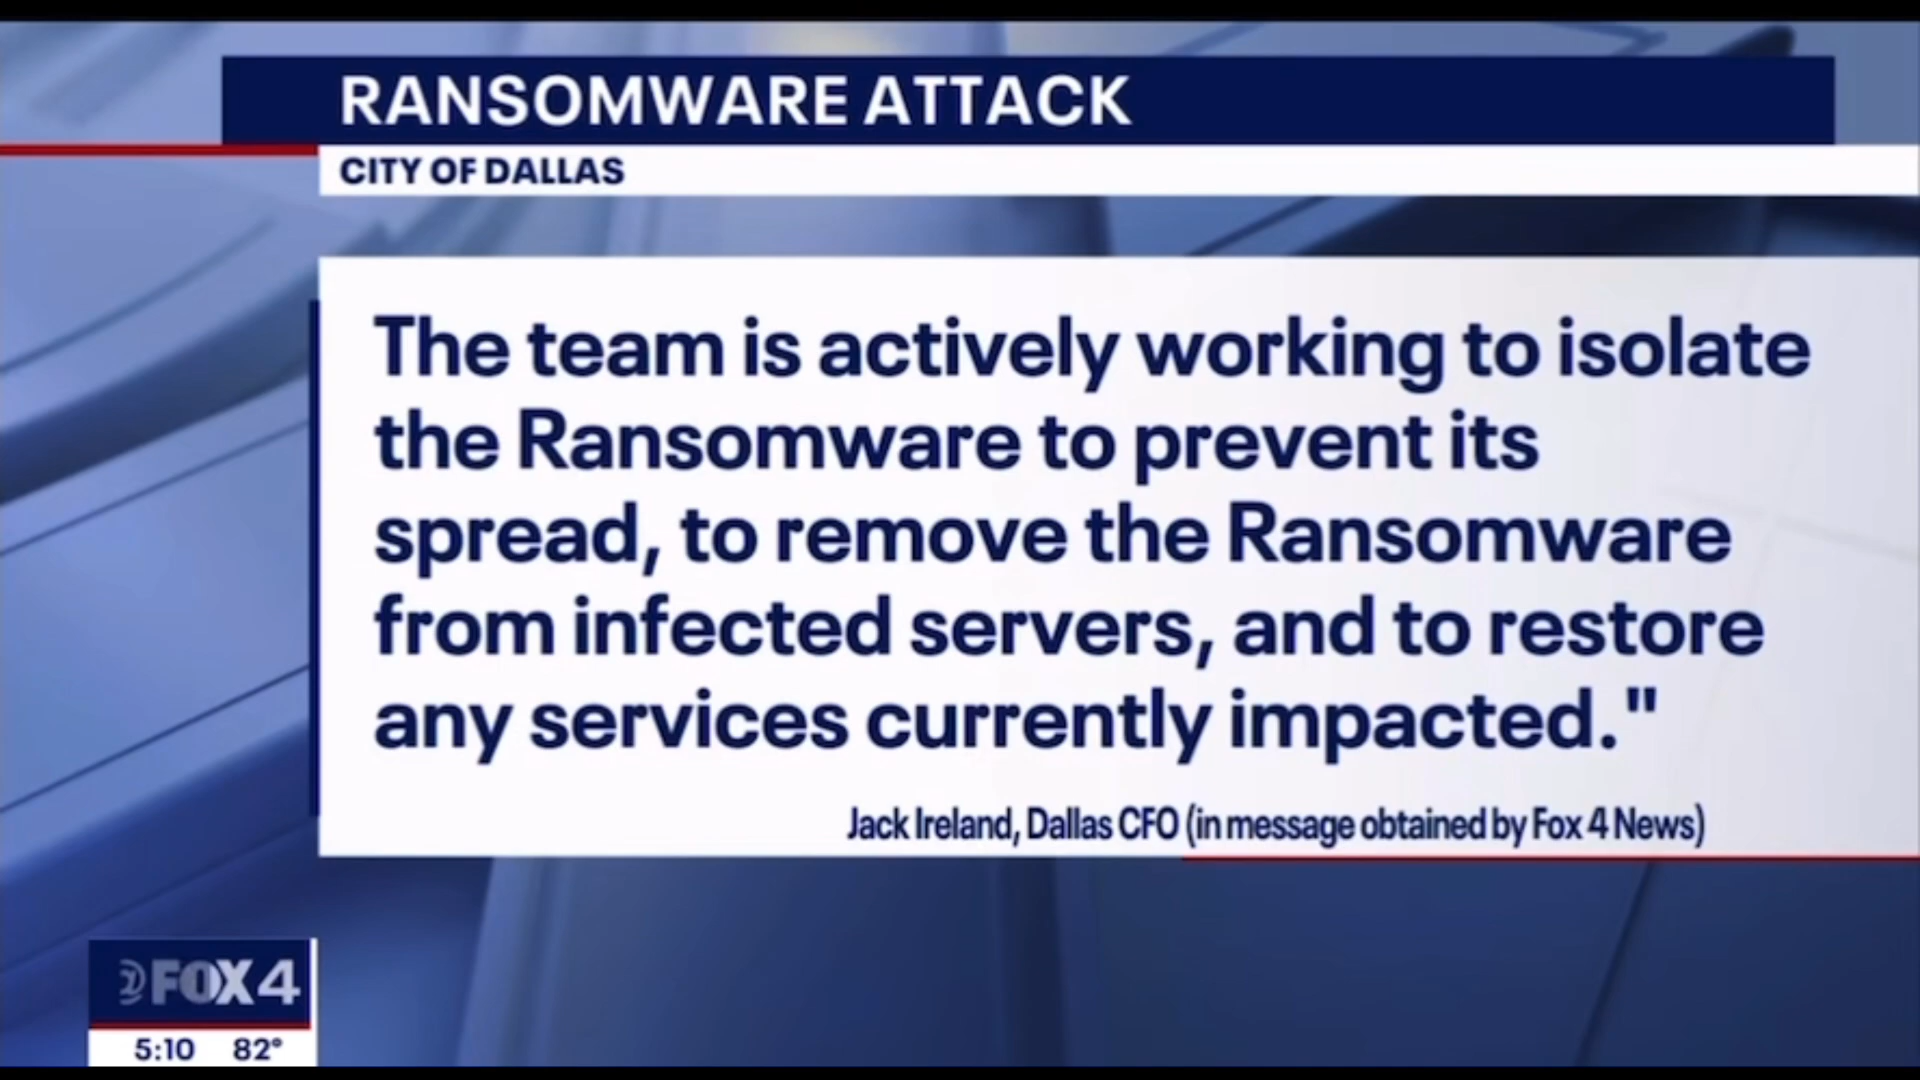 RANSOMWARE ATTACK
CITY OF DALLAS
The team is actively working to isolate
the Ransomware to prevent its
spread, to remove the Ransomware
from infected servers, and to restore
any services currently impacted."
Jack Ireland, Dallas CFO (in message obtained by Fox 4 News)
FOX 4
5:10 82°